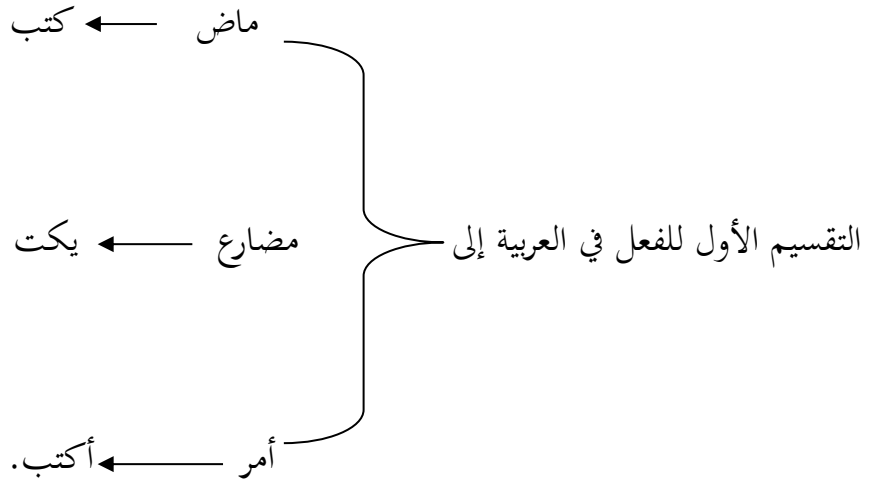 ماض كتب
التقسيم الأول للفعل في العربية إلى مضارع يكت
أمر أكتب.